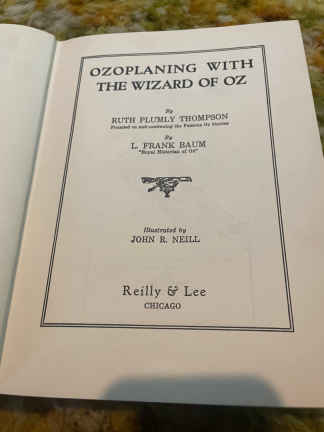 OZOPLANING WITH
THE WIZARD OF OZ
By
RUTH PLUMLY THOMPSON
Founded on and continuing the Famous Oz Stories
By
L. FRANK BAUM
"Royal Historian of Oz"
Illustrated by
JOHN R. NEILL
Reilly & Lee
CHICAGO